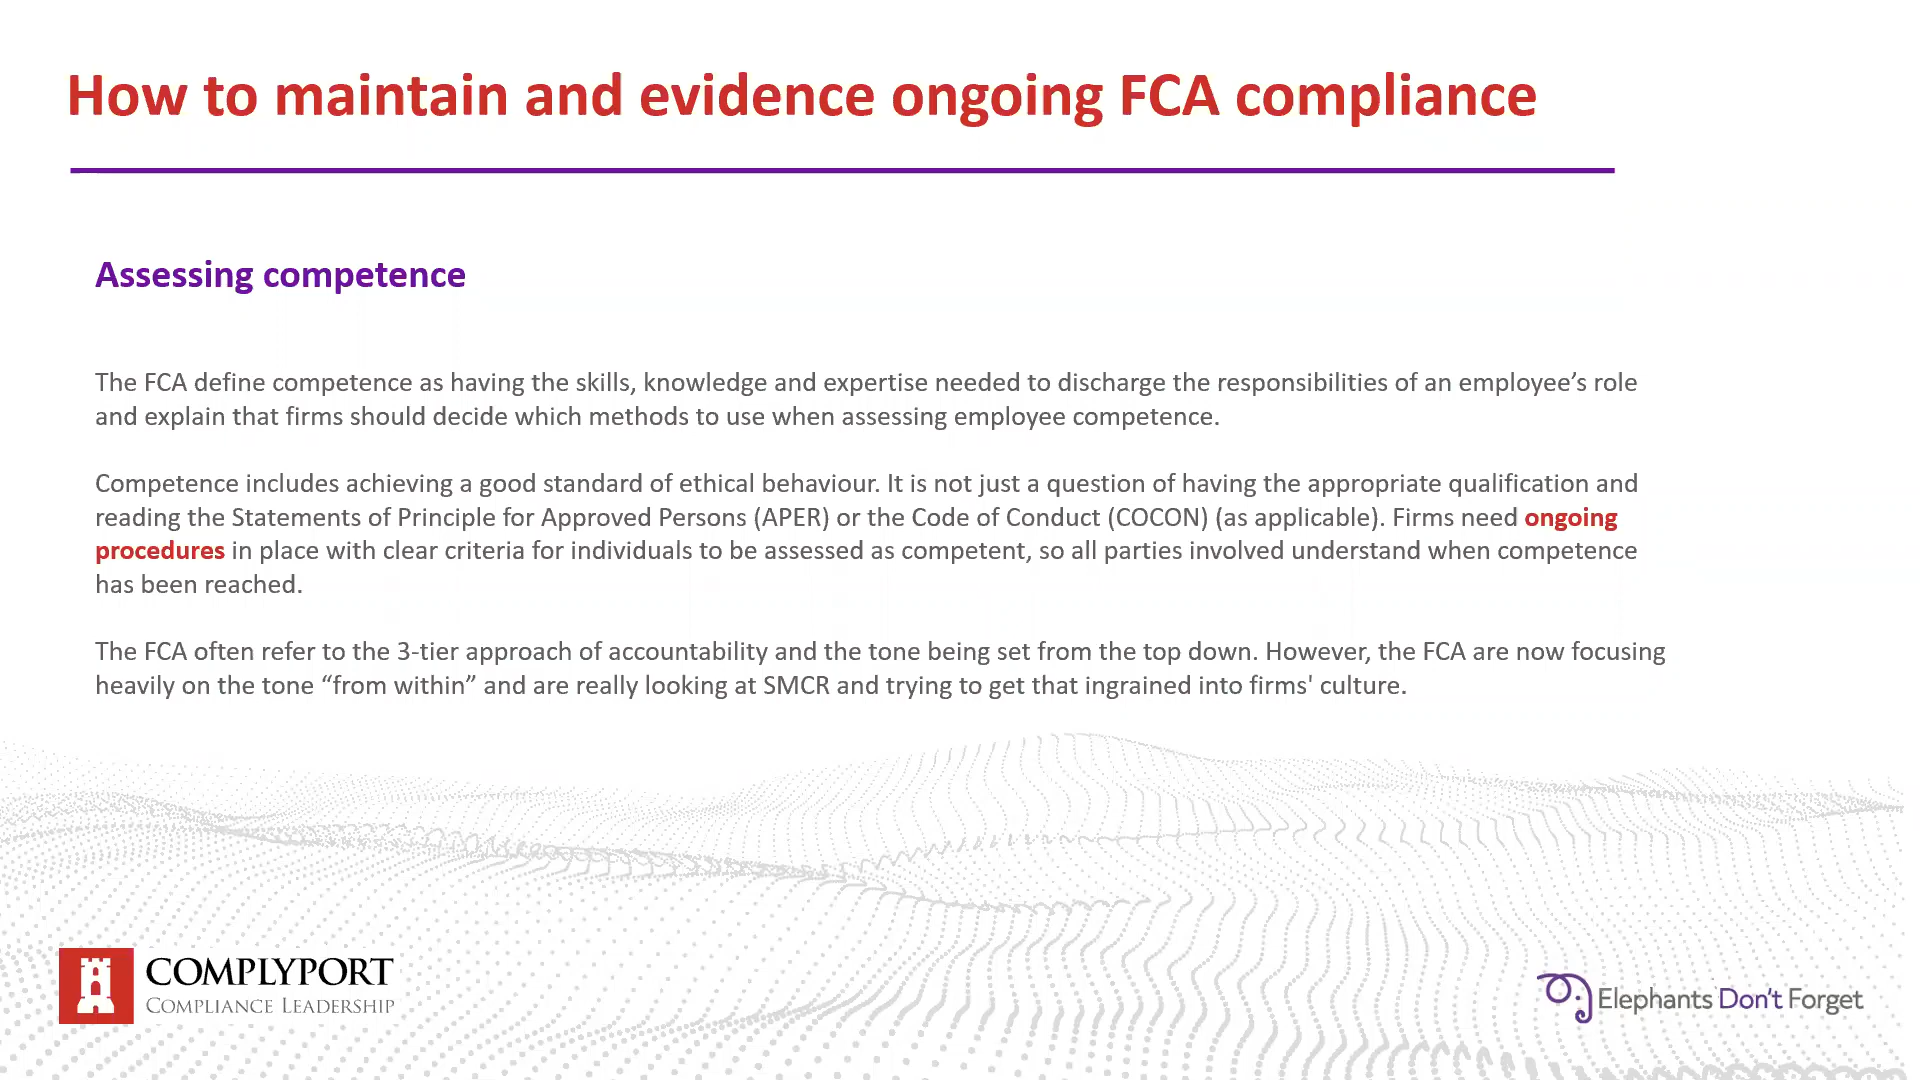 How to maintain and evidence ongoing FCA compliance
Assessing competence
The FCA define competence as having the skills, knowledge and expertise needed to discharge the responsibilities of an employee’s role
and explain that firms should decide which methods to use when assessing employee competence.
Competence includes achieving a good standard of ethical behaviour. It is not just a question of having the appropriate qualification and
reading the Statements of Principle for Approved Persons (APER) or the Code of Conduct (COCON) (as applicable). Firms need ongoing
procedures in place with clear criteria for individuals to be assessed as competent, so all parties involved understand when competence
has been reached.
The FCA often refer to the 3-tier approach of accountability and the tone being set from the top down. However, the FCA are now focusing
heavily on the tone “from within” and are really looking at SMCR and trying to get that ingrained into firms' culture.
COMPLYPORT
COMPLIANCE LEADERSHIP
Elephants Don’t Forget